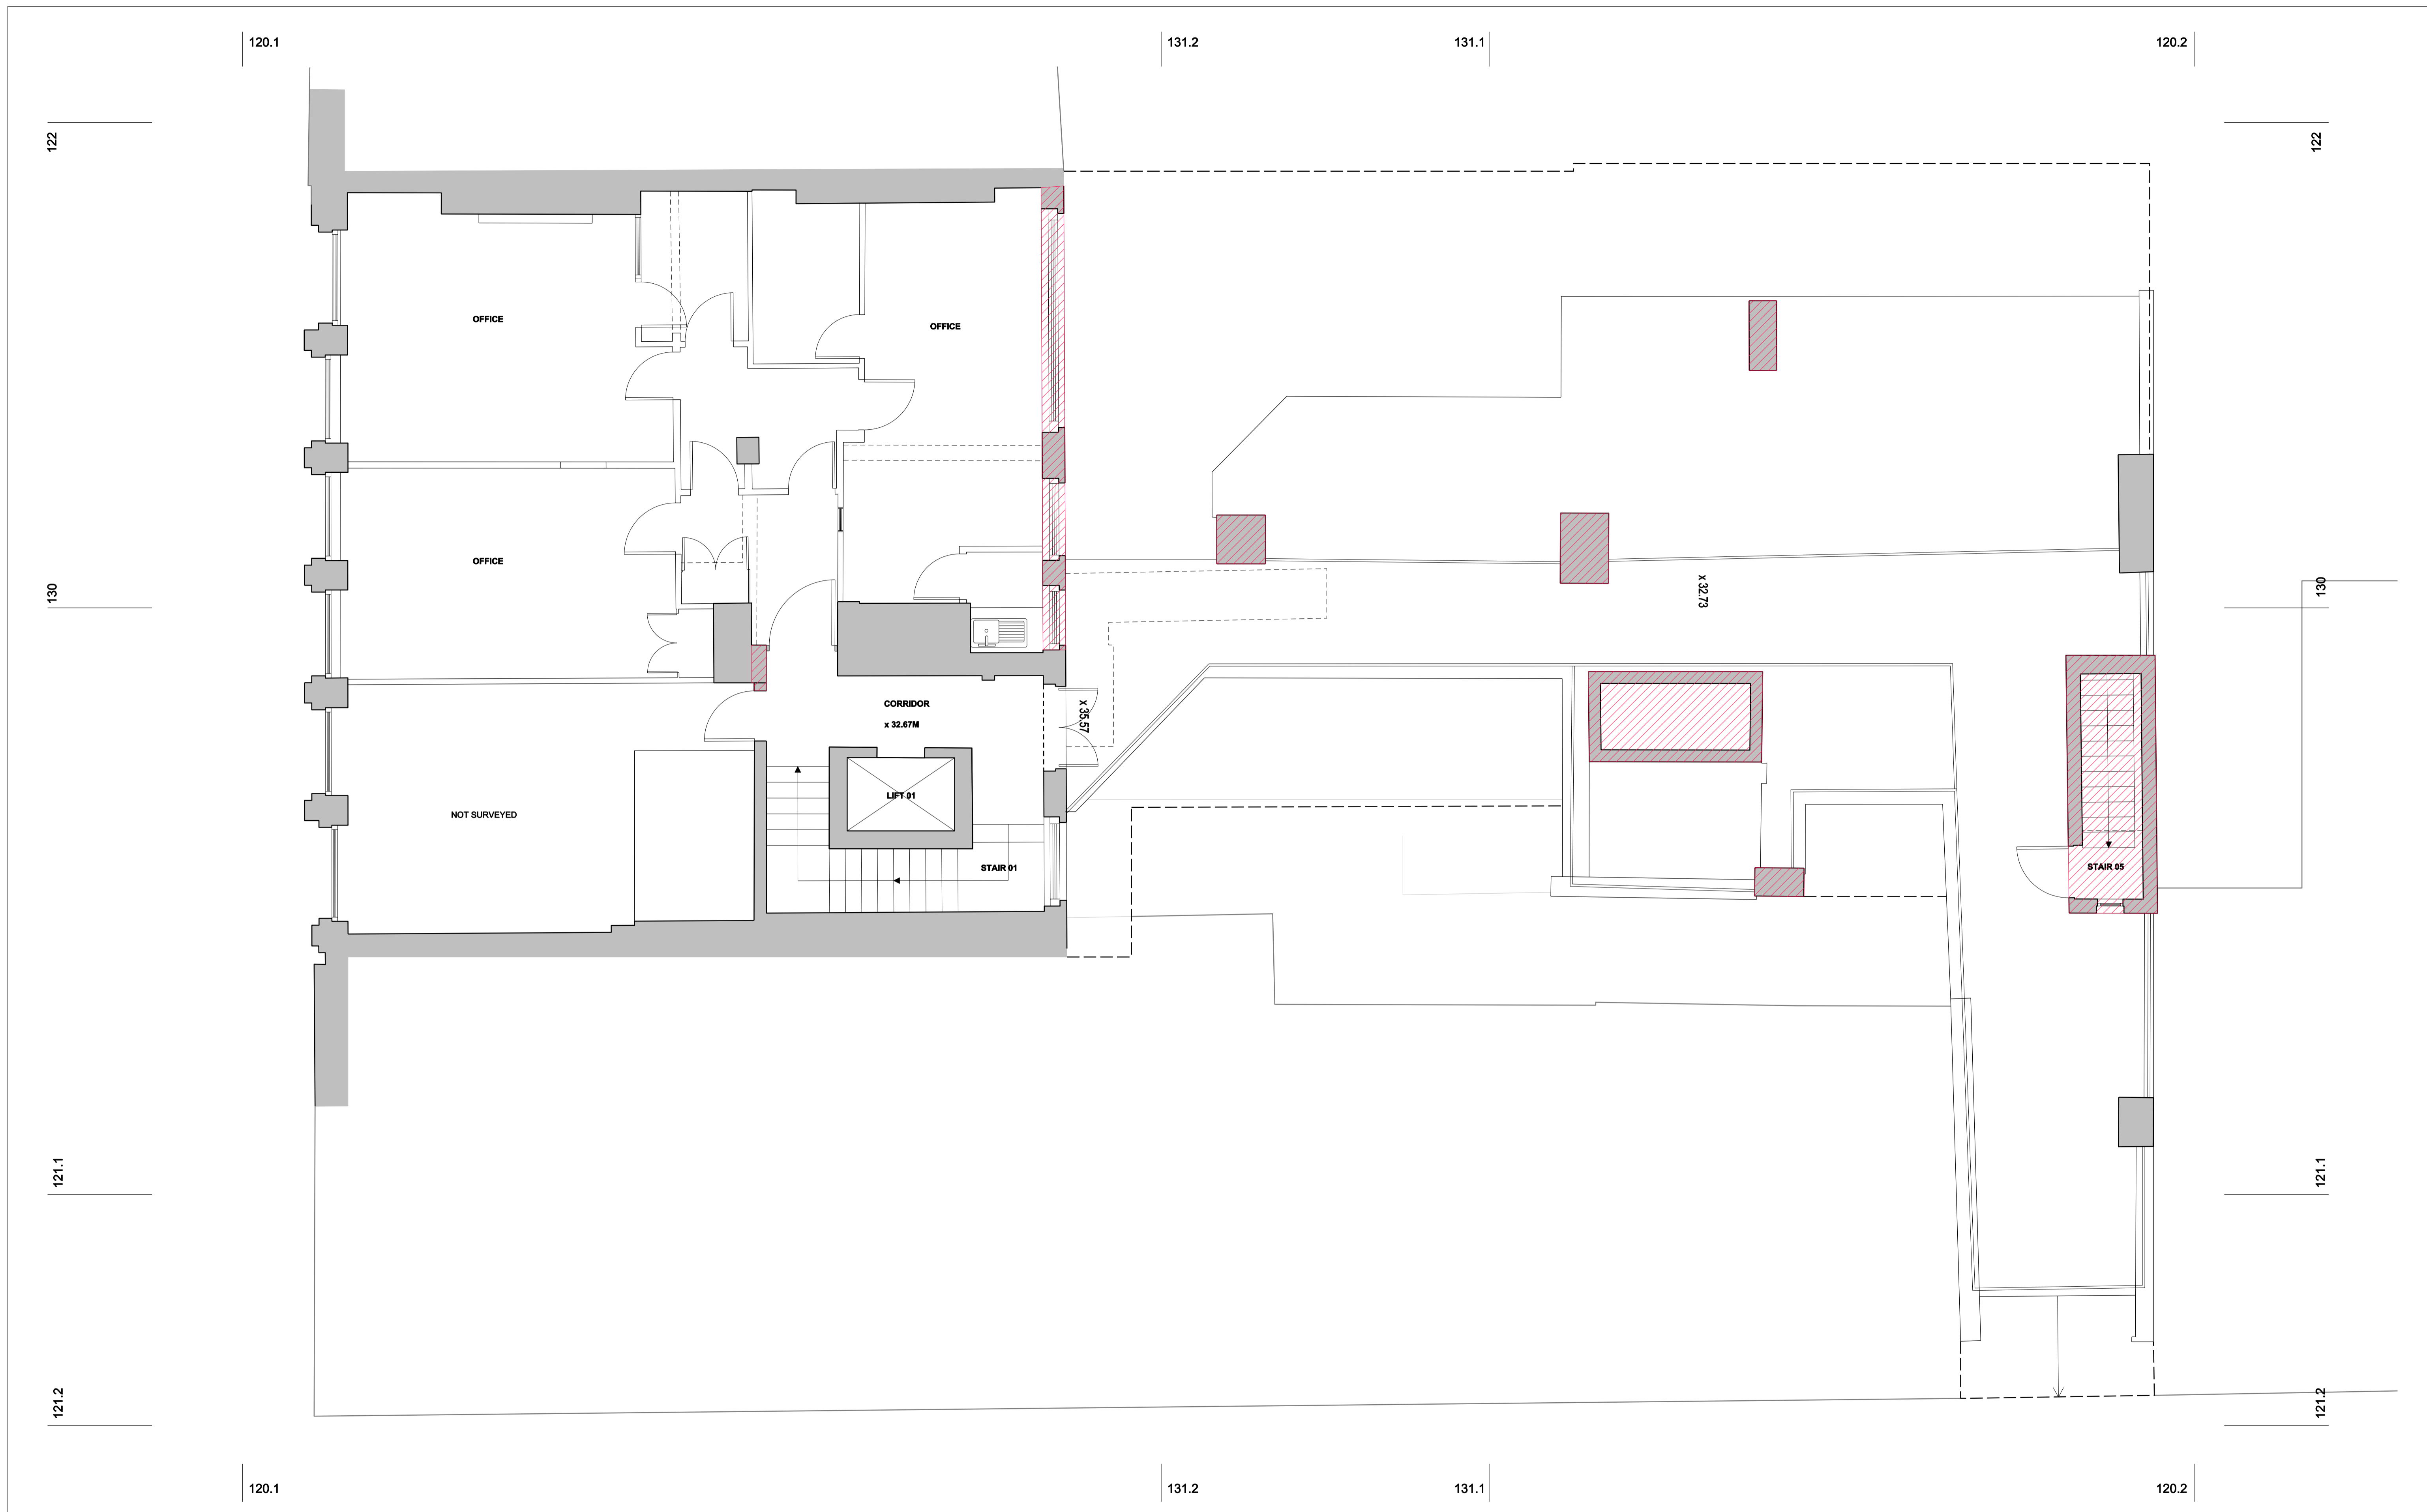 120.1
131.2
131.1
120.2
122
122
OFFICE
OFFICE
OFFICE
130
x 32.73
130
CORRIDOR
x 32.67M
x 35.57
LIFT 01
NOT SURVEYED
STAIR 01
STAIR 05
121.1
121.1
121.2
121.2
120.1
131.2
131.1
120.2